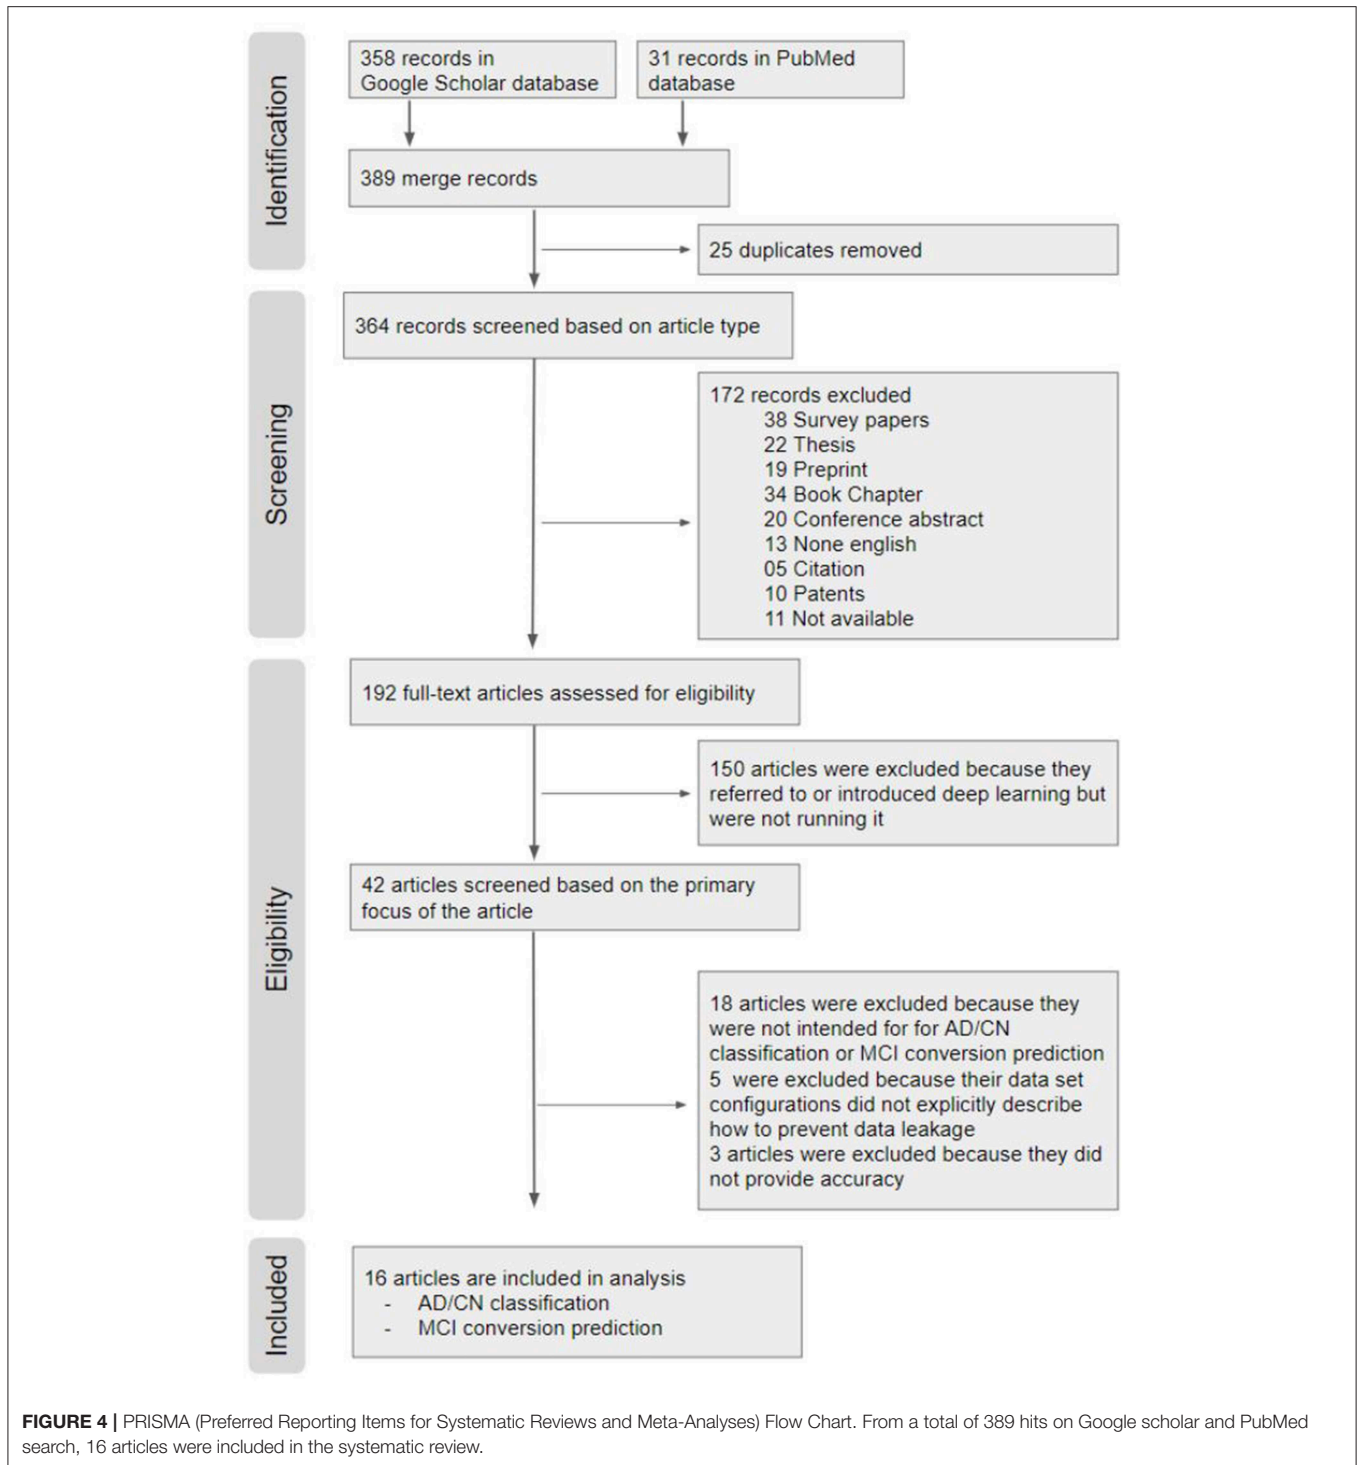 Identification
358 records in
Google Scholar database
31 records in PubMed
database
389 merge records
25 duplicates removed
Screening
364 records screened based on article type
172 records excluded
38 Survey papers
22 Thesis
19 Preprint
34 Book Chapter
20 Conference abstract
13 None english
05 Citation
10 Patents
11 Not available
Eligibility
192 full-text articles assessed for eligibility
150 articles were excluded because they
referred to or introduced deep learning but
were not running it
42 articles screened based on the primary
focus of the article
18 articles were excluded because they
were not intended for for AD/CN
classification or MCI conversion prediction
5 were excluded because their data set
configurations did not explicitly describe
how to prevent data leakage
3 articles were excluded because they did
not provide accuracy
Included
16 articles are included in analysis
- AD/CN classification
- MCI conversion prediction
FIGURE 4 | PRISMA (Preferred Reporting Items for Systematic Reviews and Meta-Analyses) Flow Chart. From a total of 389 hits on Google scholar and PubMed
search, 16 articles were included in the systematic review.